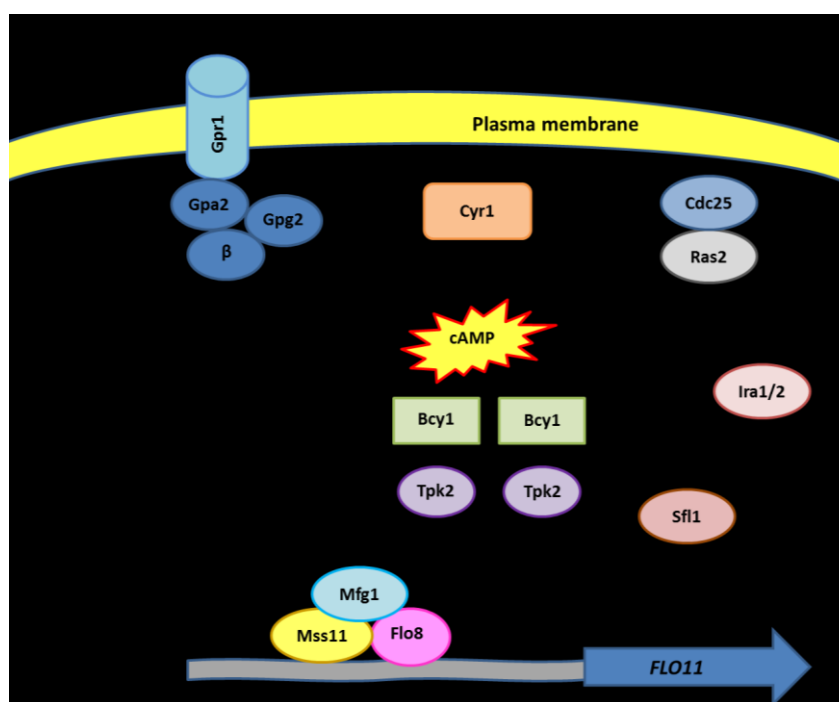 Gpr1
Plasma membrane
Gpa2
Gpg2
β
Cyr1
Cdc25
Ras2
cAMP
Ira1/2
Bcy1
Bcy1
Tpk2
Tpk2
Sfl1
Mfg1
Mss11
Flo8
FLO11